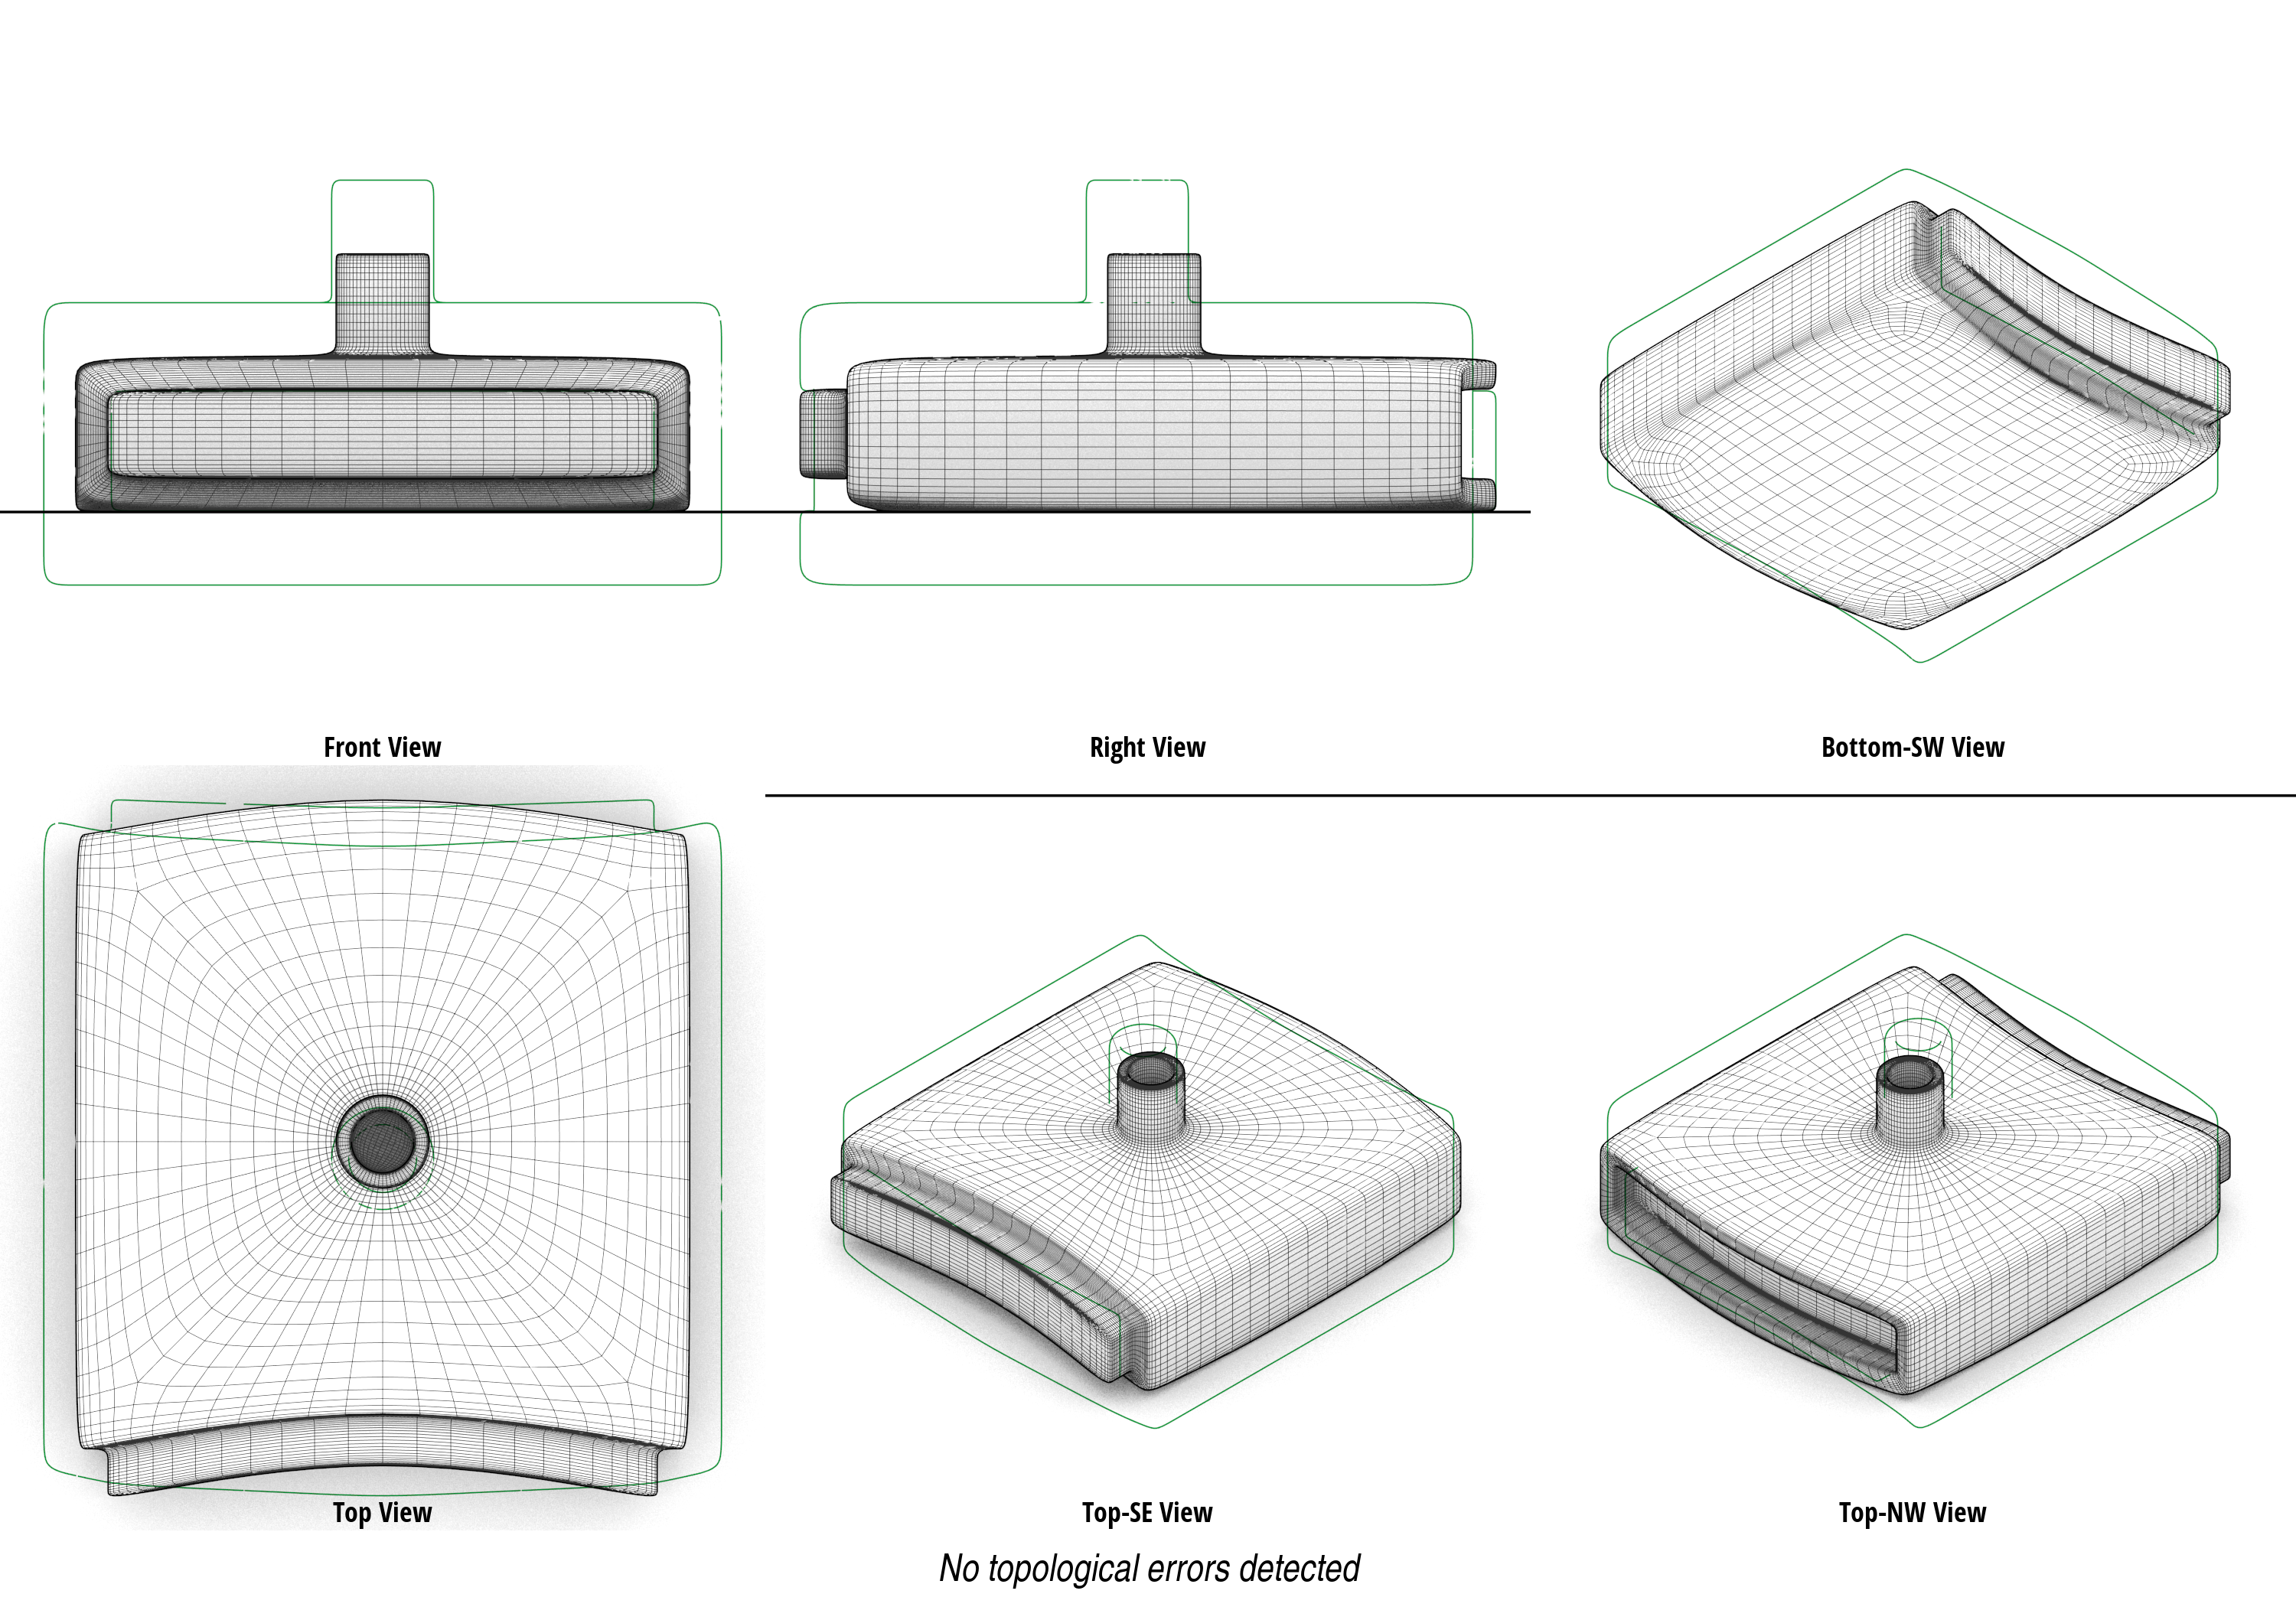 Front View
Right View
Bottom-SW View
Top View
Top-SE View
Top-NW View
No topological errors detected